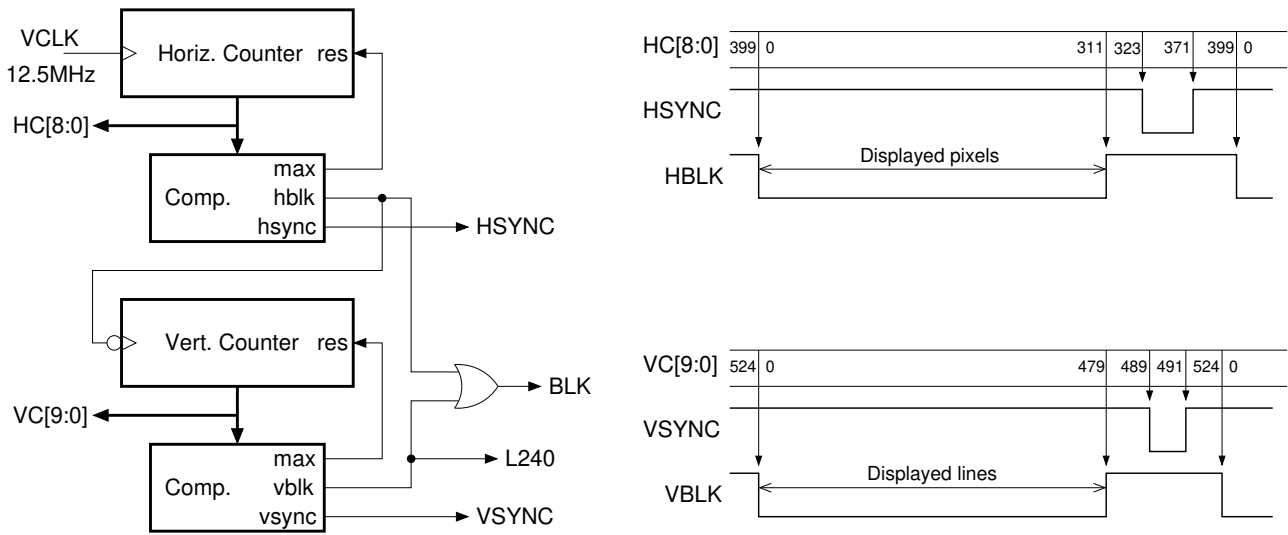 VCLK
12.5MHz
Horiz. Counter res
HC[8:0]
Comp.
max
hblk
hsync
HSYNC
Vert. Counter res
BLK
VC[9:0]
Comp.
max
vblk
vsync
L240
VSYNC
HC[8:0] 399 0 311 323 371 399 0
HSYNC
Displayed pixels
HBLK
VC[9:0] 524 0 479 489 491 524 0
VSYNC
Displayed lines
VBLK